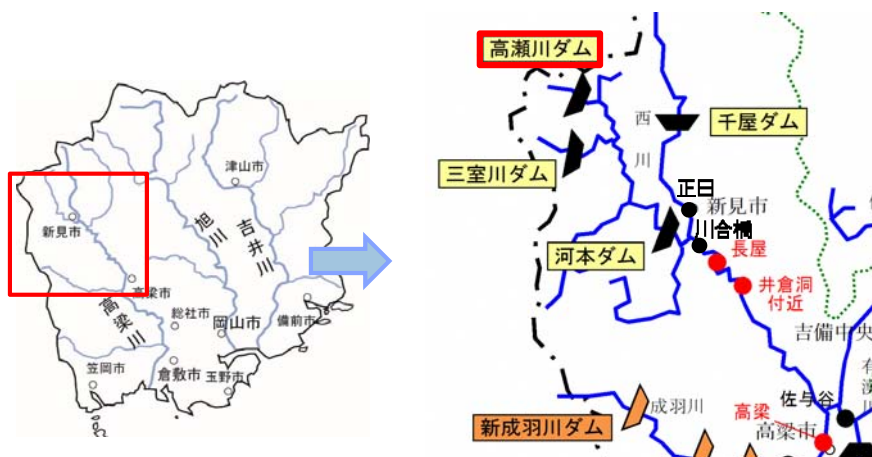 津山市
新見市
旭川
吉井川
高梁市
高梁川
総社市
岡山市
備前市
笠岡市
倉敷市
玉野市
高瀬川ダム
西川
千屋ダム
三室川ダム
正田
新見市
川合橋
河本ダム
長屋
井倉洞
付近
吉備中央
有漢川
佐与谷
成羽川
高梁
新成羽川ダム
高梁市